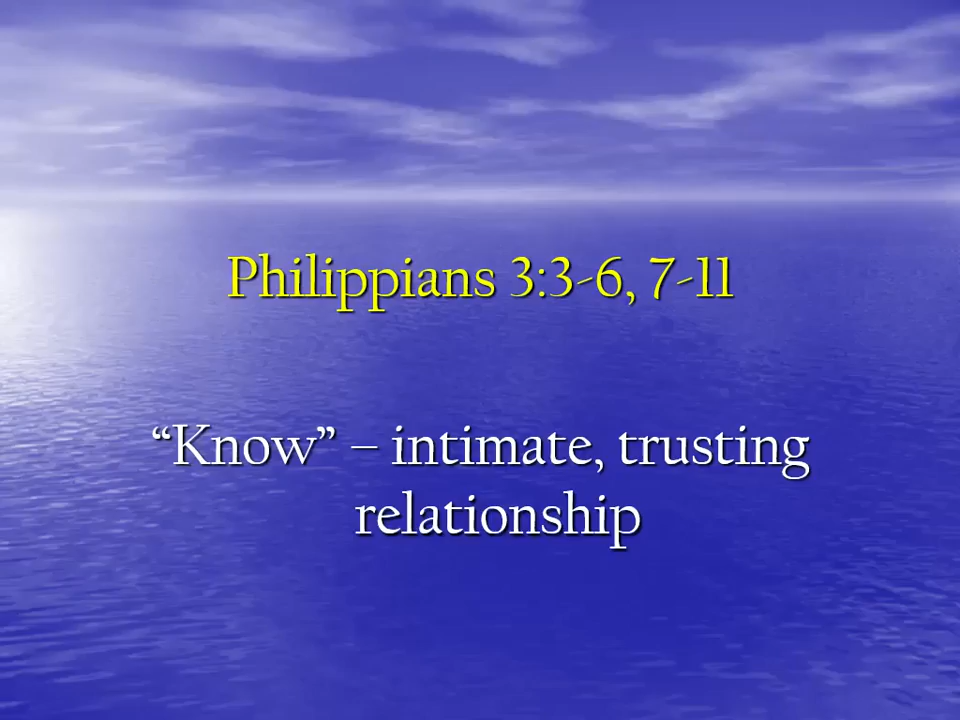 Philippians 3:3-6, 7-11
“Know” – intimate, trusting
relationship